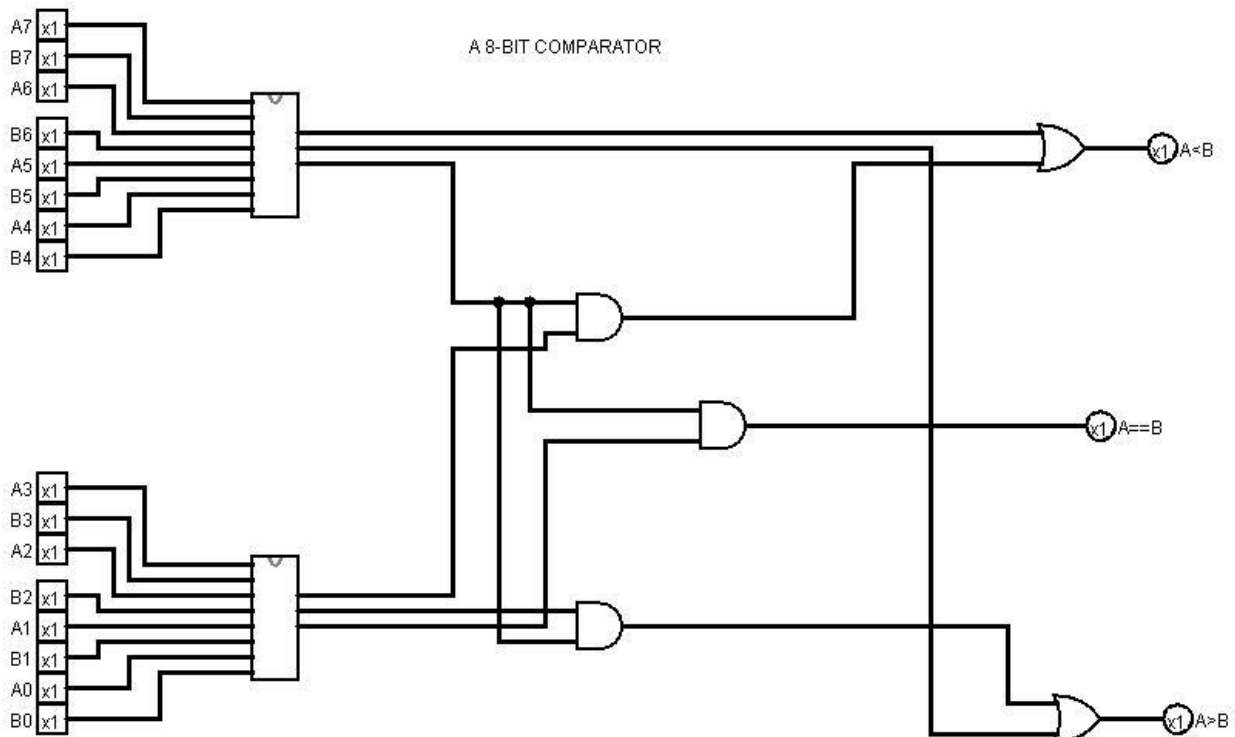 A 8-BIT COMPARATOR
A7 x1
B7 x1
A6 x1
B6 x1
A5 x1
B5 x1
A4 x1
B4 x1
x1 A<B
x1 A==B
A3 x1
B3 x1
A2 x1
B2 x1
A1 x1
B1 x1
A0 x1
B0 x1
x1 A>B